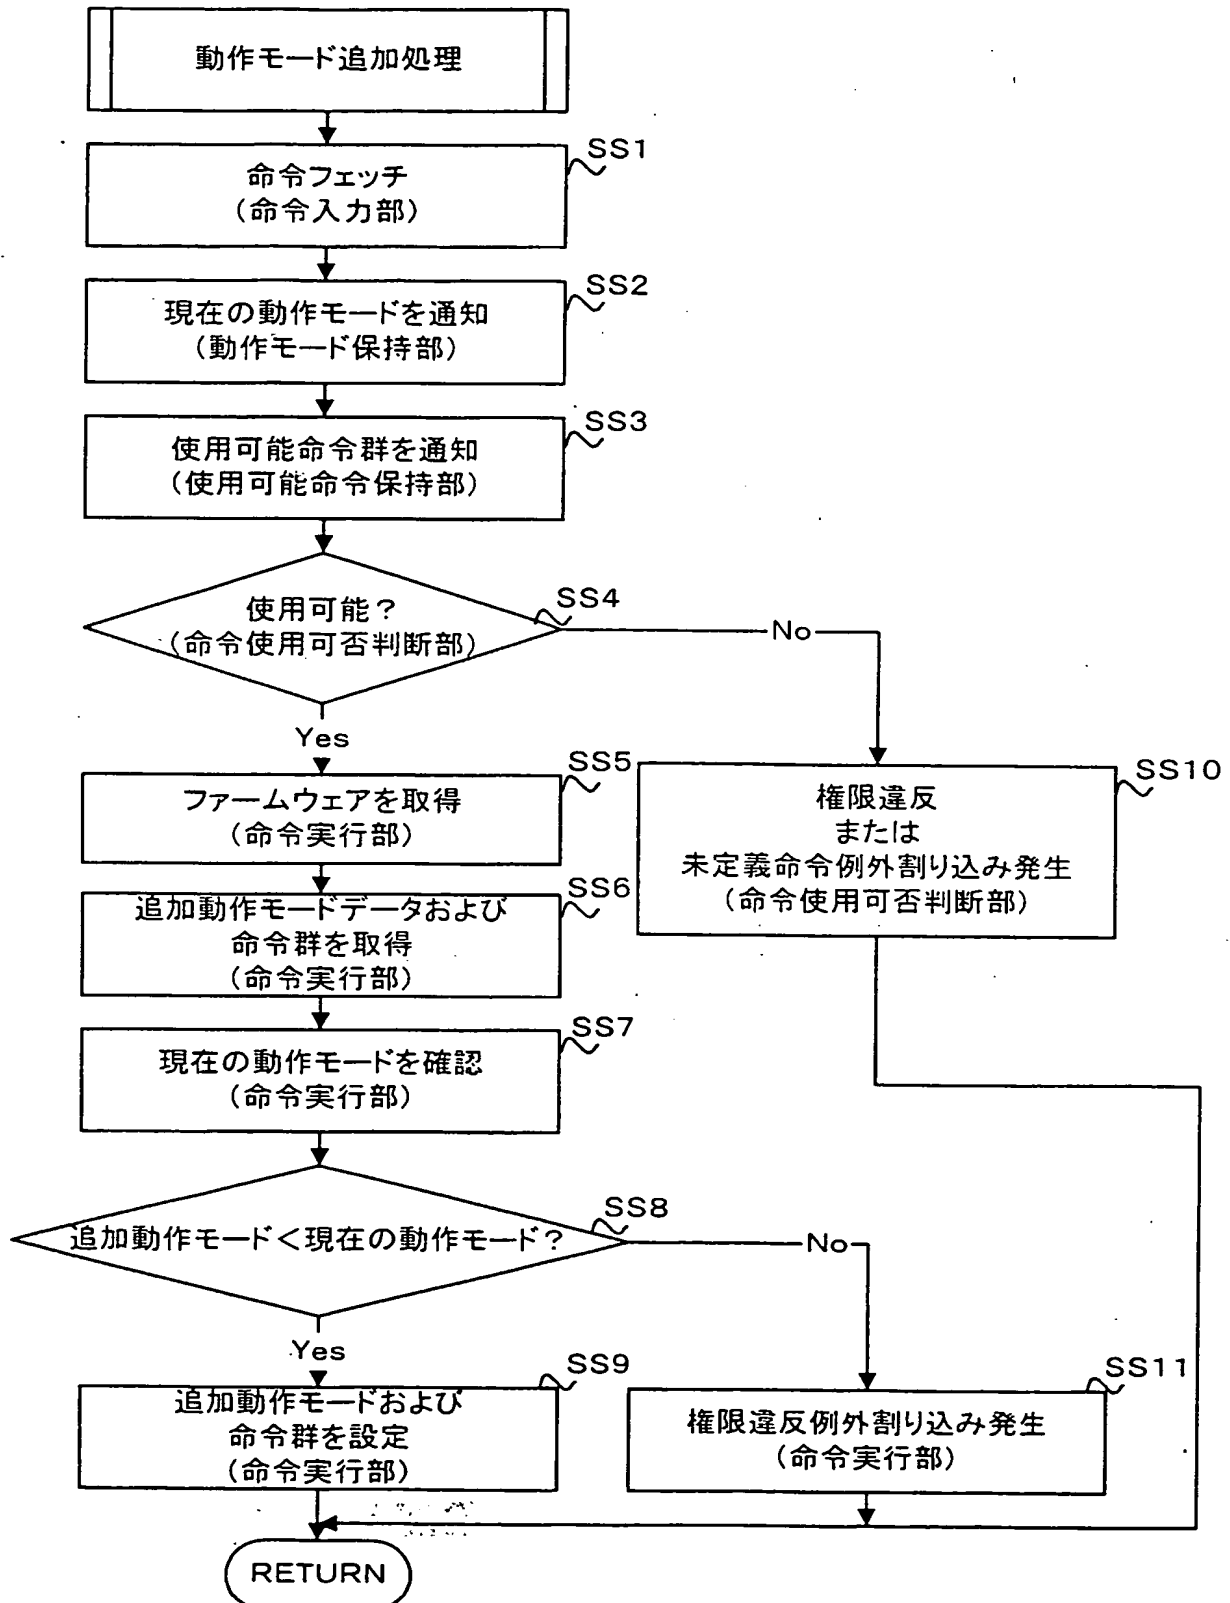 動作モード追加処理
SS1
命令フェッチ
(命令入力部)
SS2
現在の動作モードを通知
(動作モード保持部)
SS3
使用可能命令群を通知
(使用可能命令保持部)
SS4
使用可能?
(命令使用可否判断部)
No
Yes
SS5
ファームウェアを取得
(命令実行部)
SS10
権限違反
または
未定義命令例外割り込み発生
(命令使用可否判断部)
SS6
追加動作モードデータおよび
命令群を取得
(命令実行部)
SS7
現在の動作モードを確認
(命令実行部)
SS8
追加動作モード<現在の動作モード?
No
Yes
SS9
追加動作モードおよび
命令群を設定
(命令実行部)
SS11
権限違反例外割り込み発生
(命令実行部)
RETURN